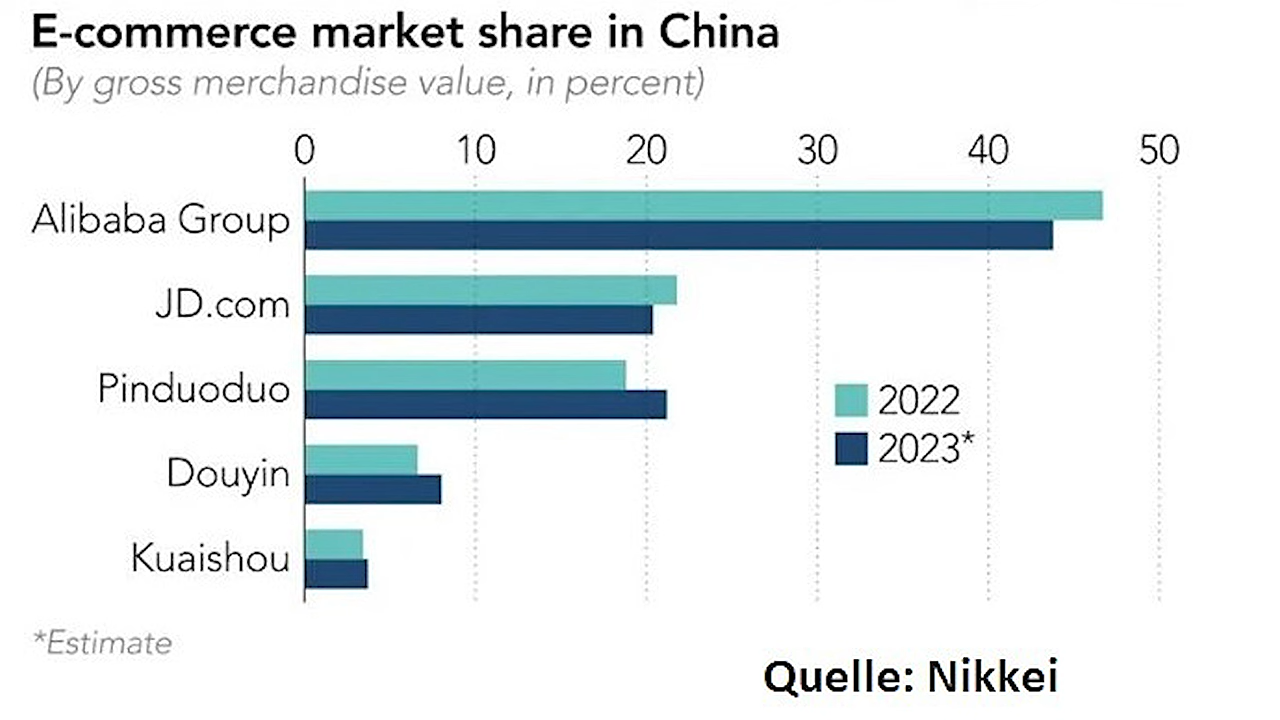 E-commerce market share in China
(By gross merchandise value, in percent)
0 10 20 30 40 50
Alibaba Group
JD.com
Pinduoduo
2022
2023*
Douyin
Kuaishou
*Estimate
Quelle: Nikkei